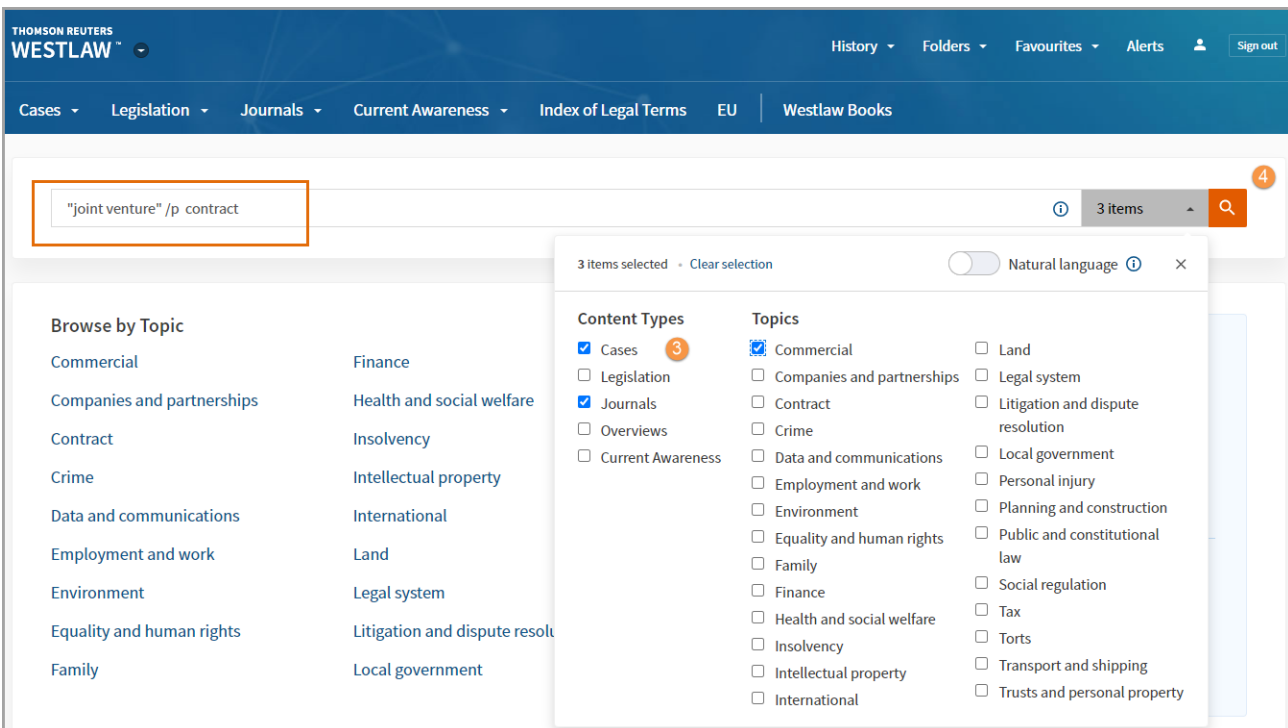 THOMSON REUTERS
WESTLAW™
History Folders Favourites Alerts Sign out
Cases Legislation Journals Current Awareness Index of Legal Terms EU Westlaw Books
4
"joint venture" /p contract
3 items
3 items selected • Clear selection
Natural language
Browse by Topic
Commercial
Companies and partnerships
Contract
Crime
Data and communications
Employment and work
Environment
Equality and human rights
Family
Finance
Health and social welfare
Insolvency
Intellectual property
International
Land
Legal system
Litigation and dispute resolu
Local government
Content Types
Cases 3
Legislation
Journals
Overviews
Current Awareness
Topics
Commercial
Companies and partnerships
Contract
Crime
Data and communications
Employment and work
Environment
Equality and human rights
Family
Finance
Health and social welfare
Insolvency
Intellectual property
International
Land
Legal system
Litigation and dispute
resolution
Local government
Personal injury
Planning and construction
Public and constitutional
law
Social regulation
Tax
Torts
Transport and shipping
Trusts and personal property